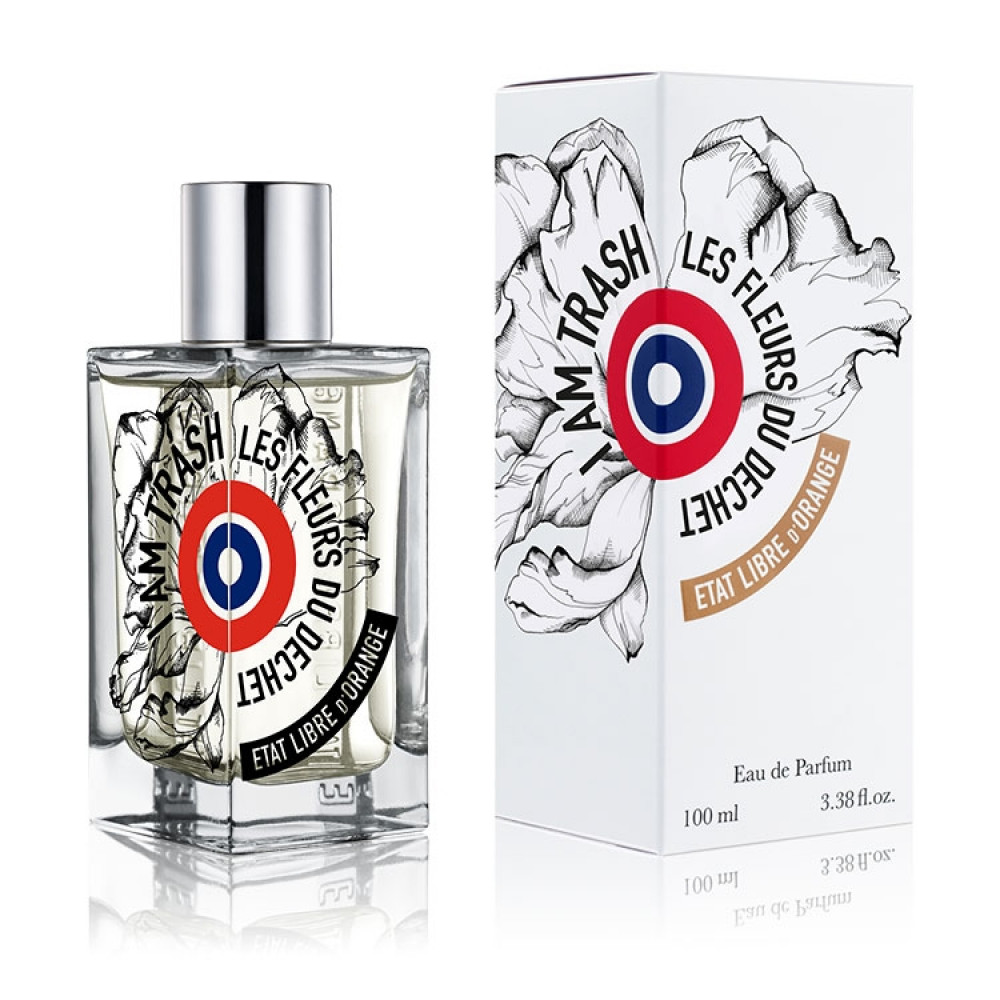 I AM TRASH
LES FLEURS DU DECHET
ETAT LIBRE D'ORANGE
I AM TRASH
LES FLEURS DU DECHET
ETAT LIBRE D'ORANGE
Eau de Parfum
100 ml 3.38 fl.oz.